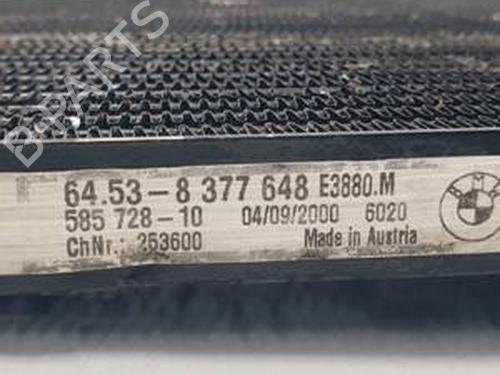 B-PARTS
64.53-8 377 648 E3880.M
585 728-10 04/09/2000 6020
ChNr.: 253600 Made in Austria